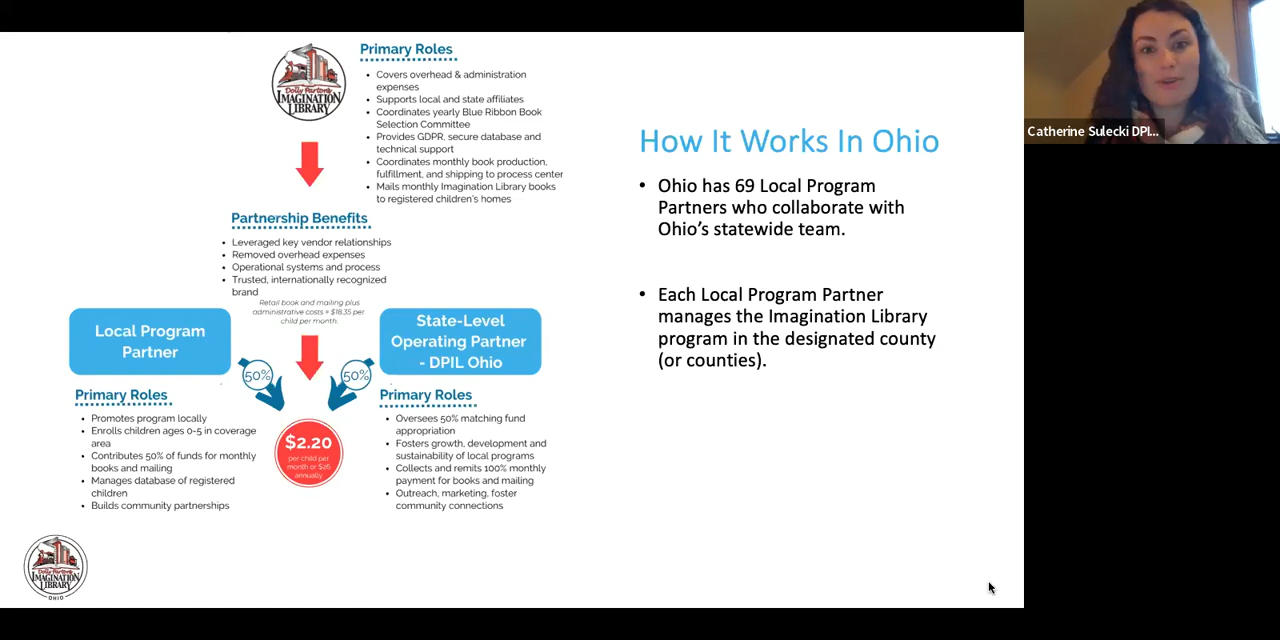 Primary Roles
Dolly Parton's
IMAGINATION
LIBRARY
• Covers overhead & administration
expenses
• Supports local and state affiliates
• Coordinates yearly Blue Ribbon Book
Selection Committee
• Provides GDPR, secure database and
technical support
• Coordinates monthly book production,
fulfillment, and shipping to process center
• Mails monthly Imagination Library books
to registered children's homes
Partnership Benefits
• Leveraged key vendor relationships
• Removed overhead expenses
• Operational systems and process
• Trusted, internationally recognized
brand
Retail book and mailing plus
administrative costs = $18.35 per
child per month.
Local Program
Partner
State-Level
Operating Partner
- DPIL Ohio
50%
50%
Primary Roles
• Promotes program locally
• Enrolls children ages 0-5 in coverage
area
• Contributes 50% of funds for monthly
books and mailing
• Manages database of registered
children
• Builds community partnerships
$2.20
per child per
month or $26
annually
Primary Roles
• Oversees 50% matching fund
appropriation
• Fosters growth, development and
sustainability of local programs
• Collects and remits 100% monthly
payment for books and mailing
• Outreach, marketing, foster
community connections
How It Works In Ohio
• Ohio has 69 Local Program
Partners who collaborate with
Ohio's statewide team.
• Each Local Program Partner
manages the Imagination Library
program in the designated county
(or counties).
Dolly Parton's
IMAGINATION
LIBRARY
OHIO
Catherine Sulecki DPI...